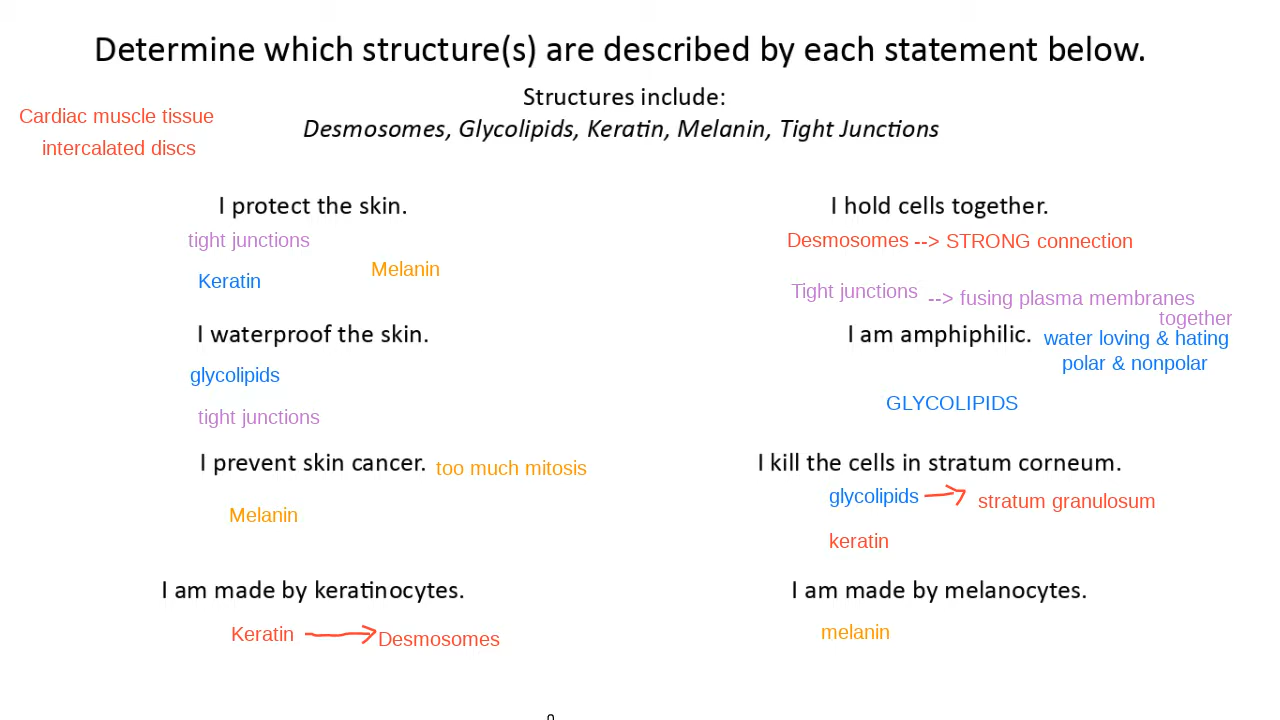 Determine which structure(s) are described by each statement below.
Structures include:
Cardiac muscle tissue
Desmosomes, Glycolipids, Keratin, Melanin, Tight Junctions
intercalated discs
I protect the skin.
tight junctions
Melanin
Keratin
I hold cells together.
Desmosomes --> STRONG connection
Tight junctions --> fusing plasma membranes
together
I waterproof the skin.
glycolipids
tight junctions
I am amphiphilic. water loving & hating
polar & nonpolar
GLYCOLIPIDS
I prevent skin cancer. too much mitosis
Melanin
I kill the cells in stratum corneum.
glycolipids stratum granulosum
keratin
I am made by keratinocytes.
Keratin Desmosomes
I am made by melanocytes.
melanin